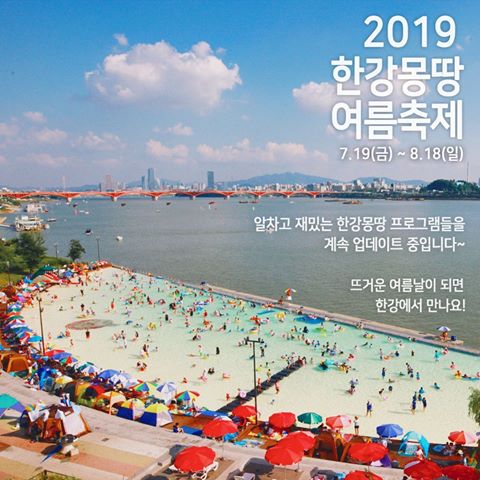 2019
한강몽땅
여름축제
7.19(금) ~ 8.18(일)
알차고 재밌는 한강몽땅 프로그램들을
계속 업데이트 중입니다~
뜨거운 여름날이 되면
한강에서 만나요!